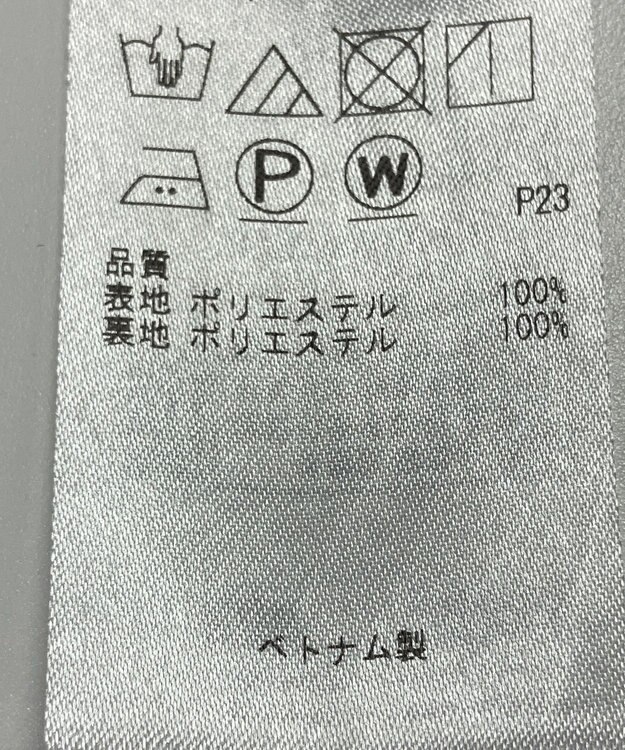 P W
P23
品質
表地 ポリエステル 100%
裏地 ポリエステル 100%
ベトナム製